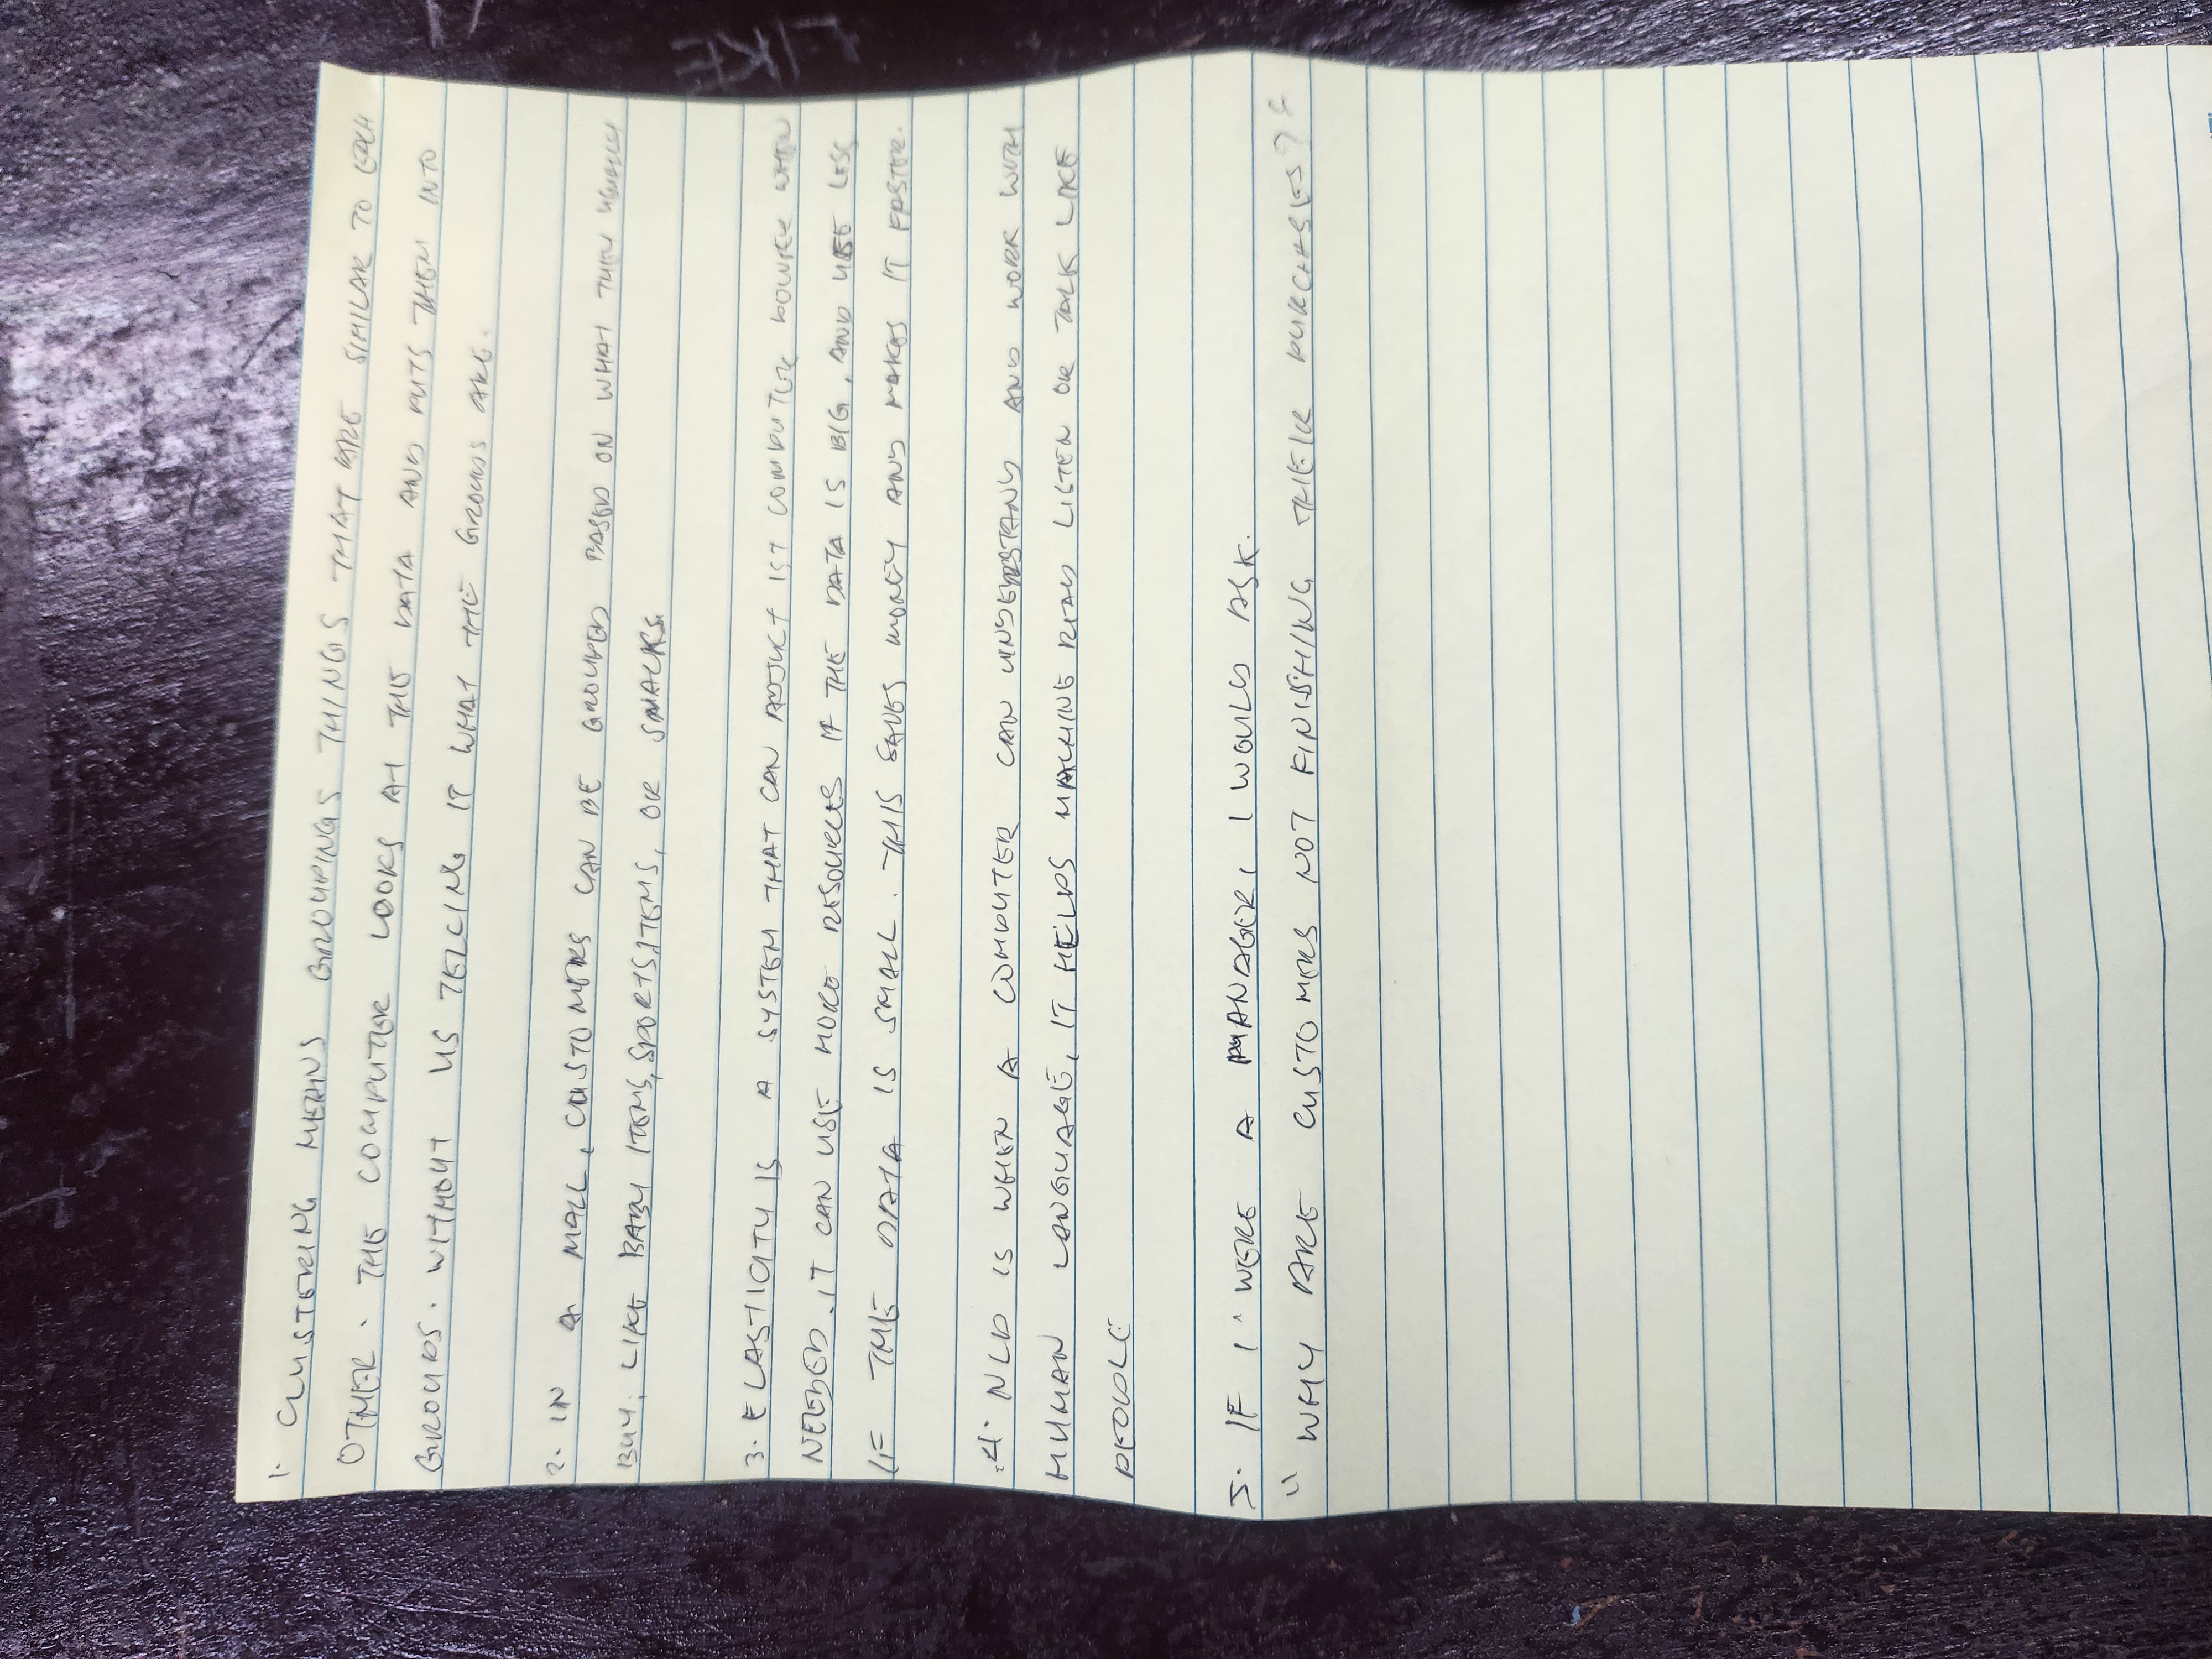 1. CLUSTERING MEANS GROUPINGS THINGS THAT ARE SIMILAR TO EACH
OTHER. THE COMPUTER LOOKS AT THE DATA AND PUTS THEM INTO
GROUPS. WITHOUT US TELLING IT WHAT THE GROUPS ARE.
2. IN A MALL, CUSTOMERS CAN BE GROUPED BASED ON WHAT THEY USUALLY
BUY, LIKE BABY ITEMS, SPORTS ITEMS, OR SNACKS.
3. ELASTICITY IS A SYSTEM THAT CAN ADJUCT IST COMPUTER POWER WHEN
NEEDED. IT CAN USE MORE RESOURCES IF THE DATA IS BIG, AND USE LESS
IF THE DATA IS SMALL. THIS SAVES MONEY AND MAKES IT FASTER.
4. NLP IS WHEN A COMPUTER CAN UNDERSTAND AND WORK WITH
HUMAN LANGUAGE, IT HELPS MACHINE READ LISTEN OR TALK LIKE
PEOPLE
5. IF I WERE A MANAGER, I WOULD ASK.
"WHY ARE CUSTOMERS NOT FINISHING THEIR PURCHASES?"